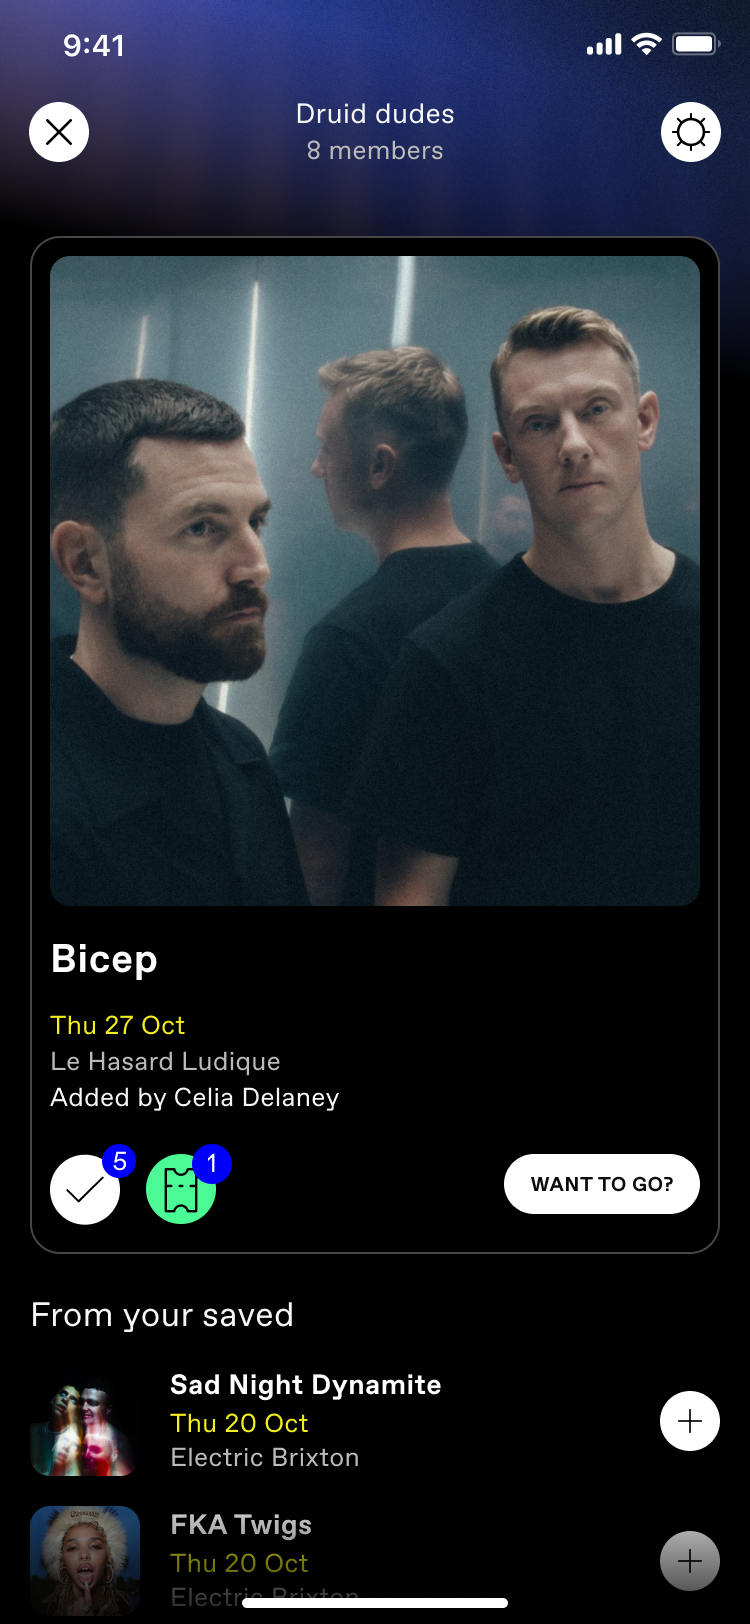 9:41
Druid dudes
8 members
Bicep
Thu 27 Oct
Le Hasard Ludique
Added by Celia Delaney
5
1
WANT TO GO?
From your saved
Sad Night Dynamite
Thu 20 Oct
Electric Brixton
FKA Twigs
Thu 20 Oct
Electric Brixton